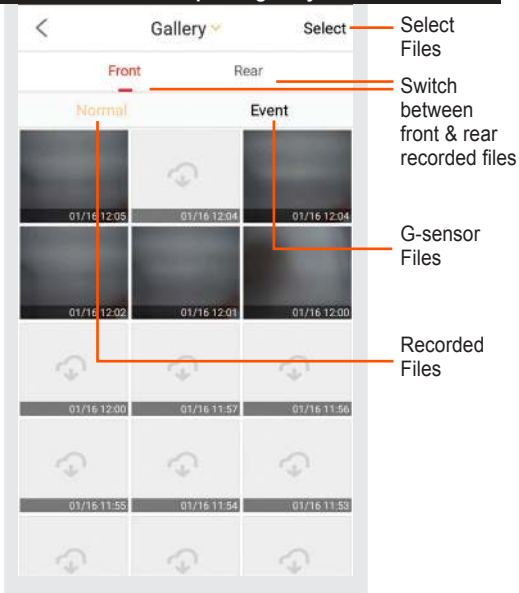 Gallery
Select
Front
Rear
Normal
Event
01/16 12:05
01/16 12:04
01/16 12:04
01/16 12:02
01/16 12:01
01/16 12:00
01/16 12:00
01/16 11:57
01/16 11:56
01/16 11:55
01/16 11:54
01/16 11:53
Select
Files
Switch
between
front & rear
recorded files
G-sensor
Files
Recorded
Files